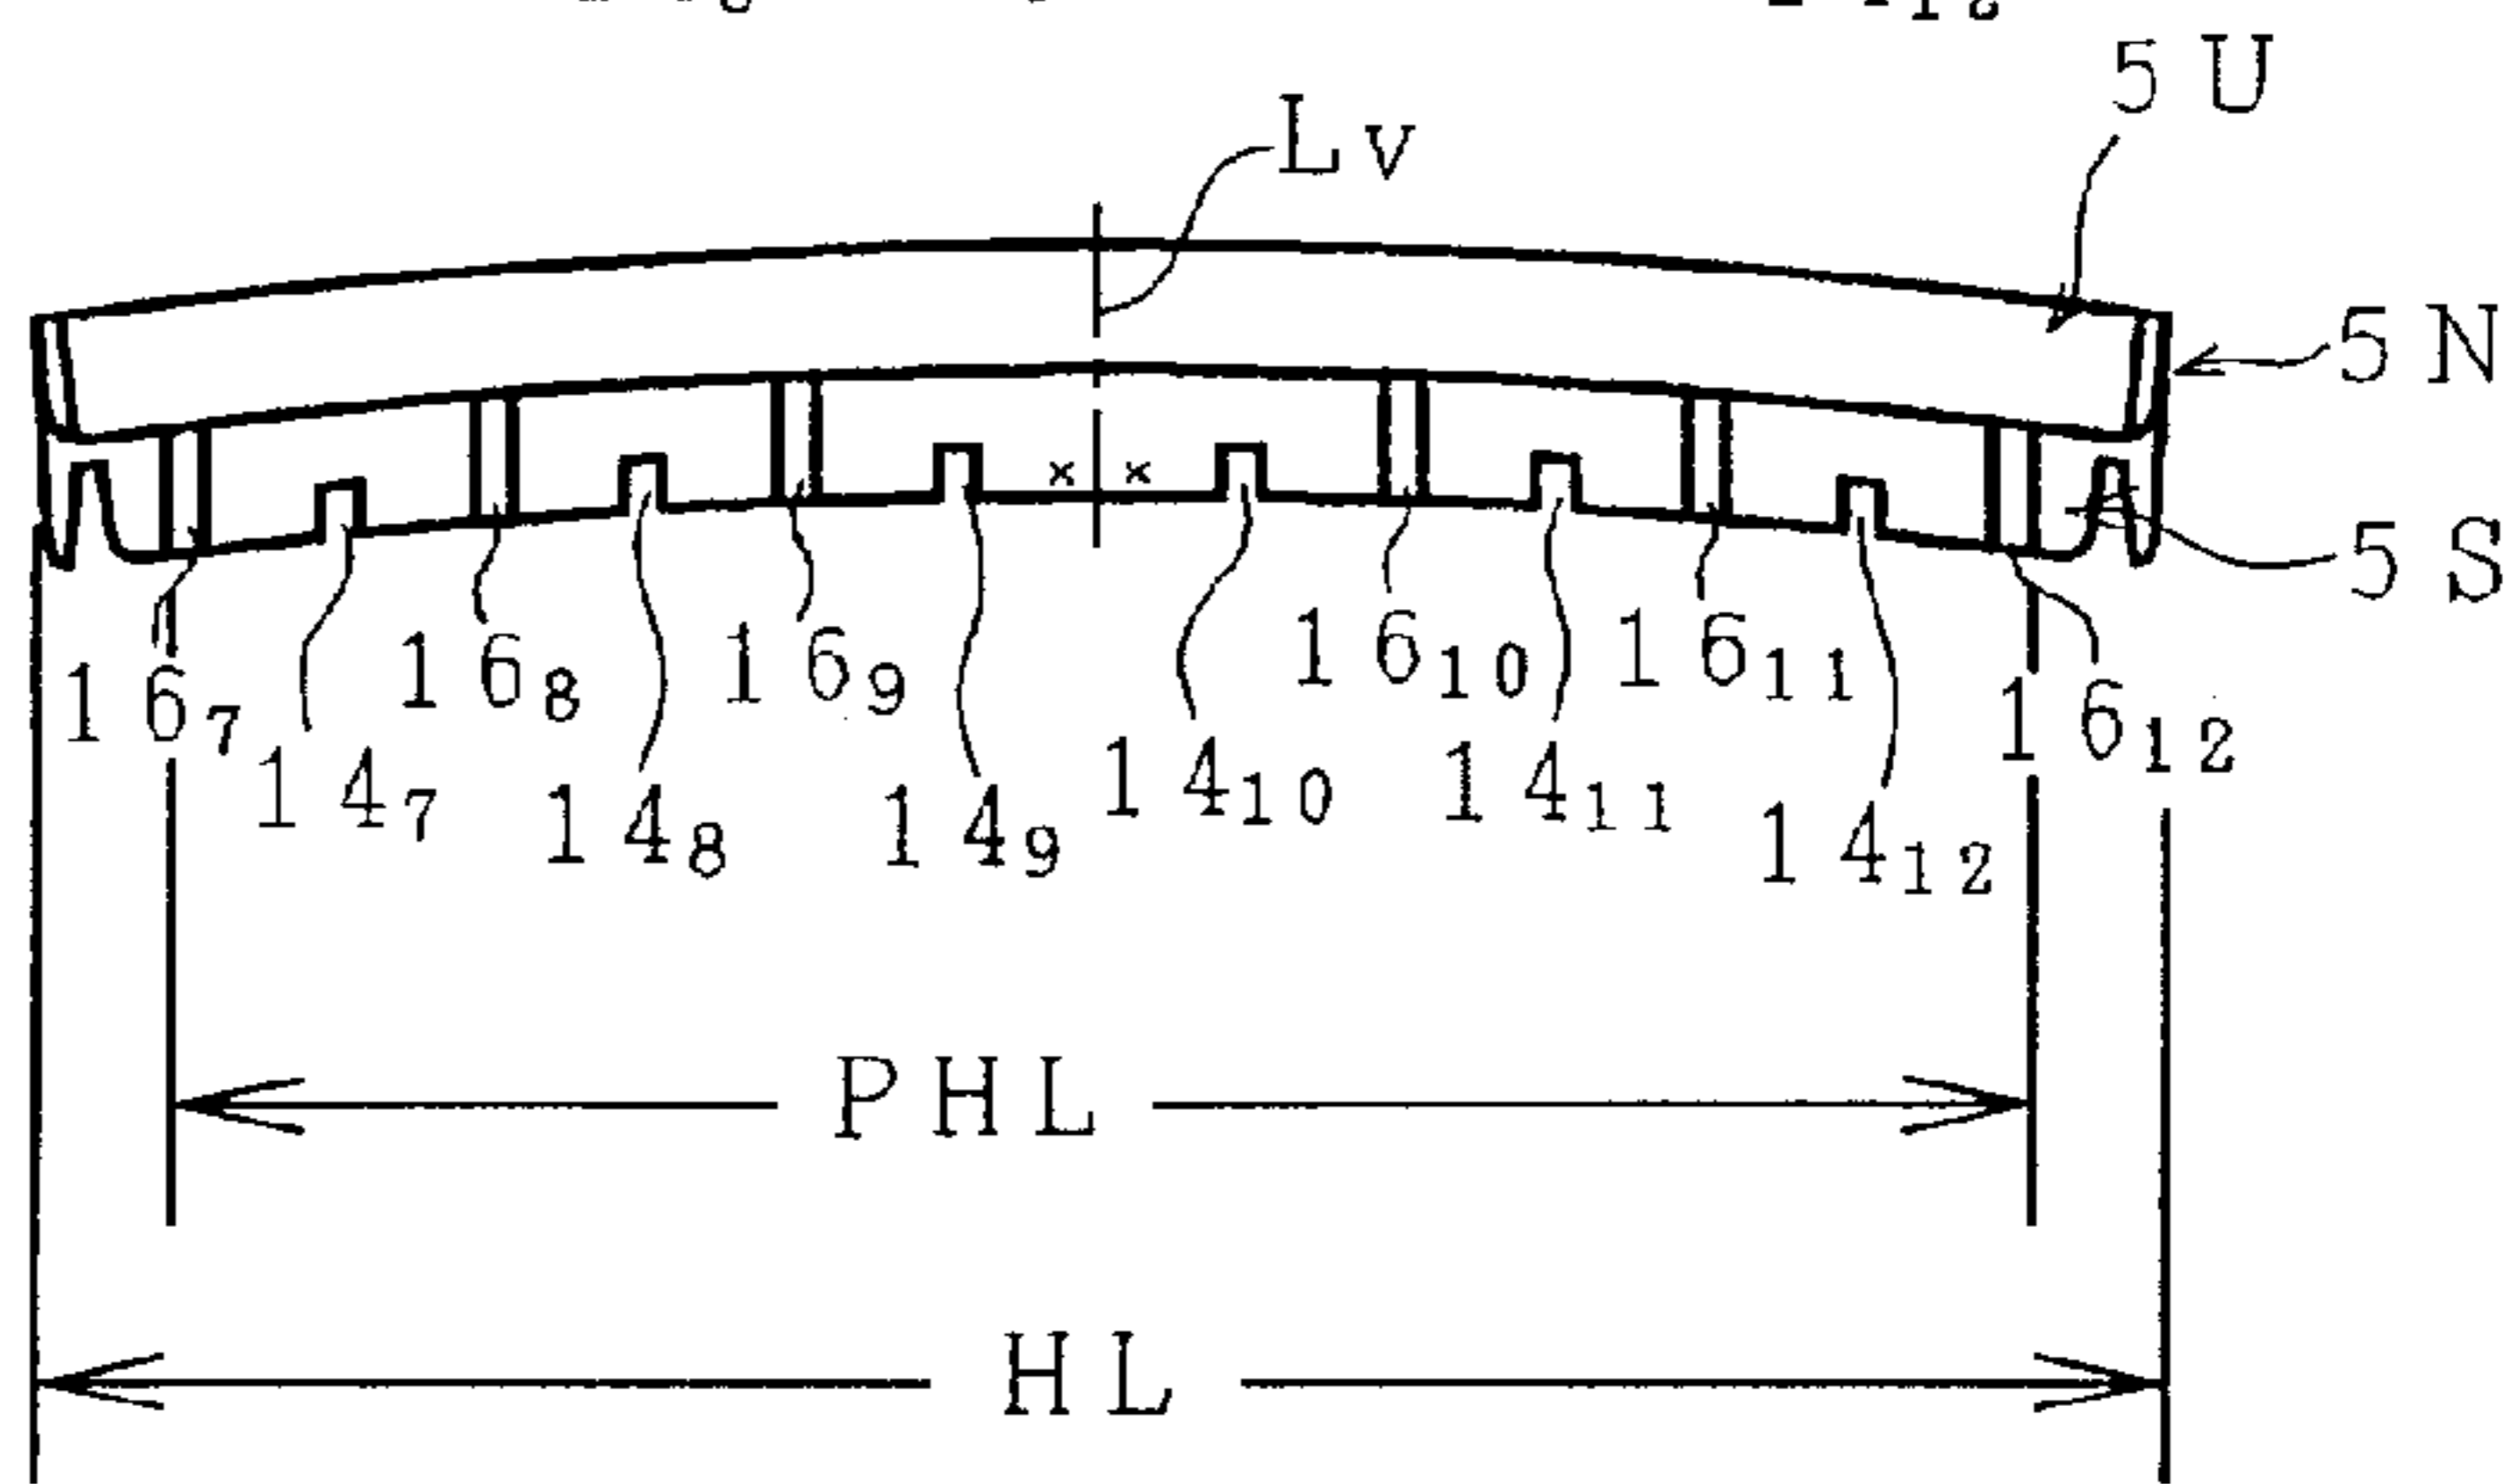 5U
Lv
5N
5S
16₇ 16₈ 16₉ 16₁₀ 16₁₁ 16₁₂
14₇ 14₈ 14₉ 14₁₀ 14₁₁ 14₁₂
x x
PHL
HL